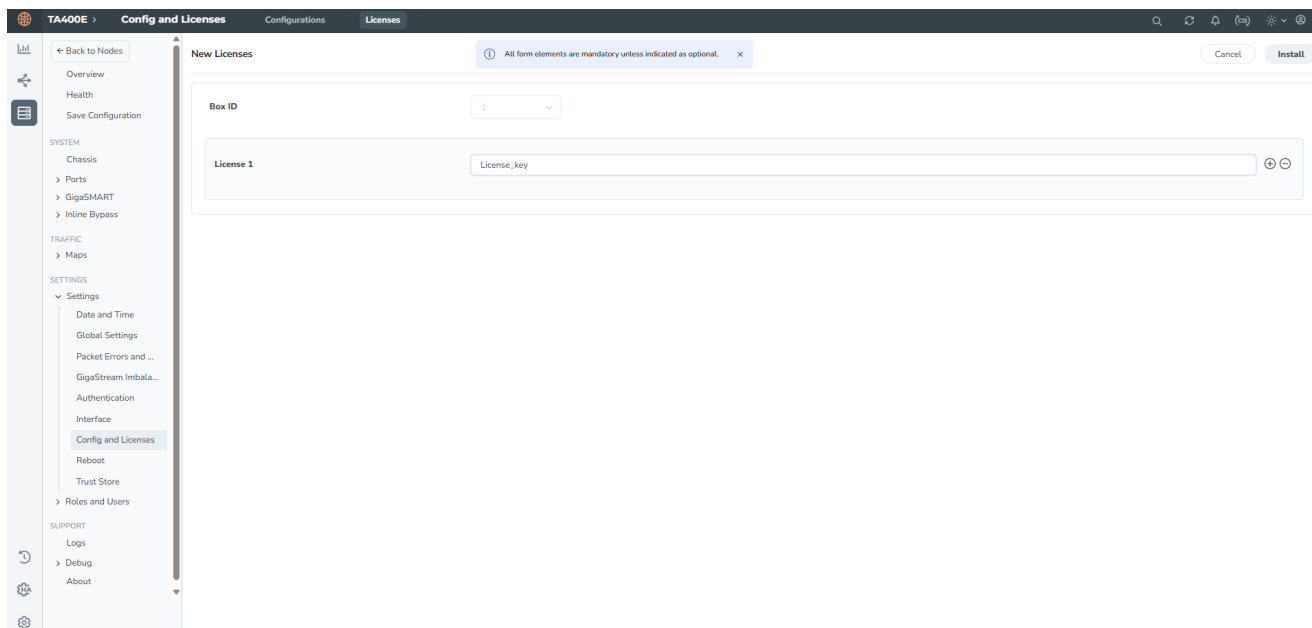 TA400E > Config and Licenses Configurations Licenses
← Back to Nodes
Overview
Health
Save Configuration
SYSTEM
Chassis
> Ports
> GigaSMART
> Inline Bypass
TRAFFIC
> Maps
SETTINGS
Settings
Date and Time
Global Settings
Packet Errors and ...
GigaStream Imbala...
Authentication
Interface
Config and Licenses
Reboot
Trust Store
> Roles and Users
SUPPORT
Logs
> Debug
About
HA
New Licenses
All form elements are mandatory unless indicated as optional. ×
Cancel Install
Box ID 1
License 1 License_key